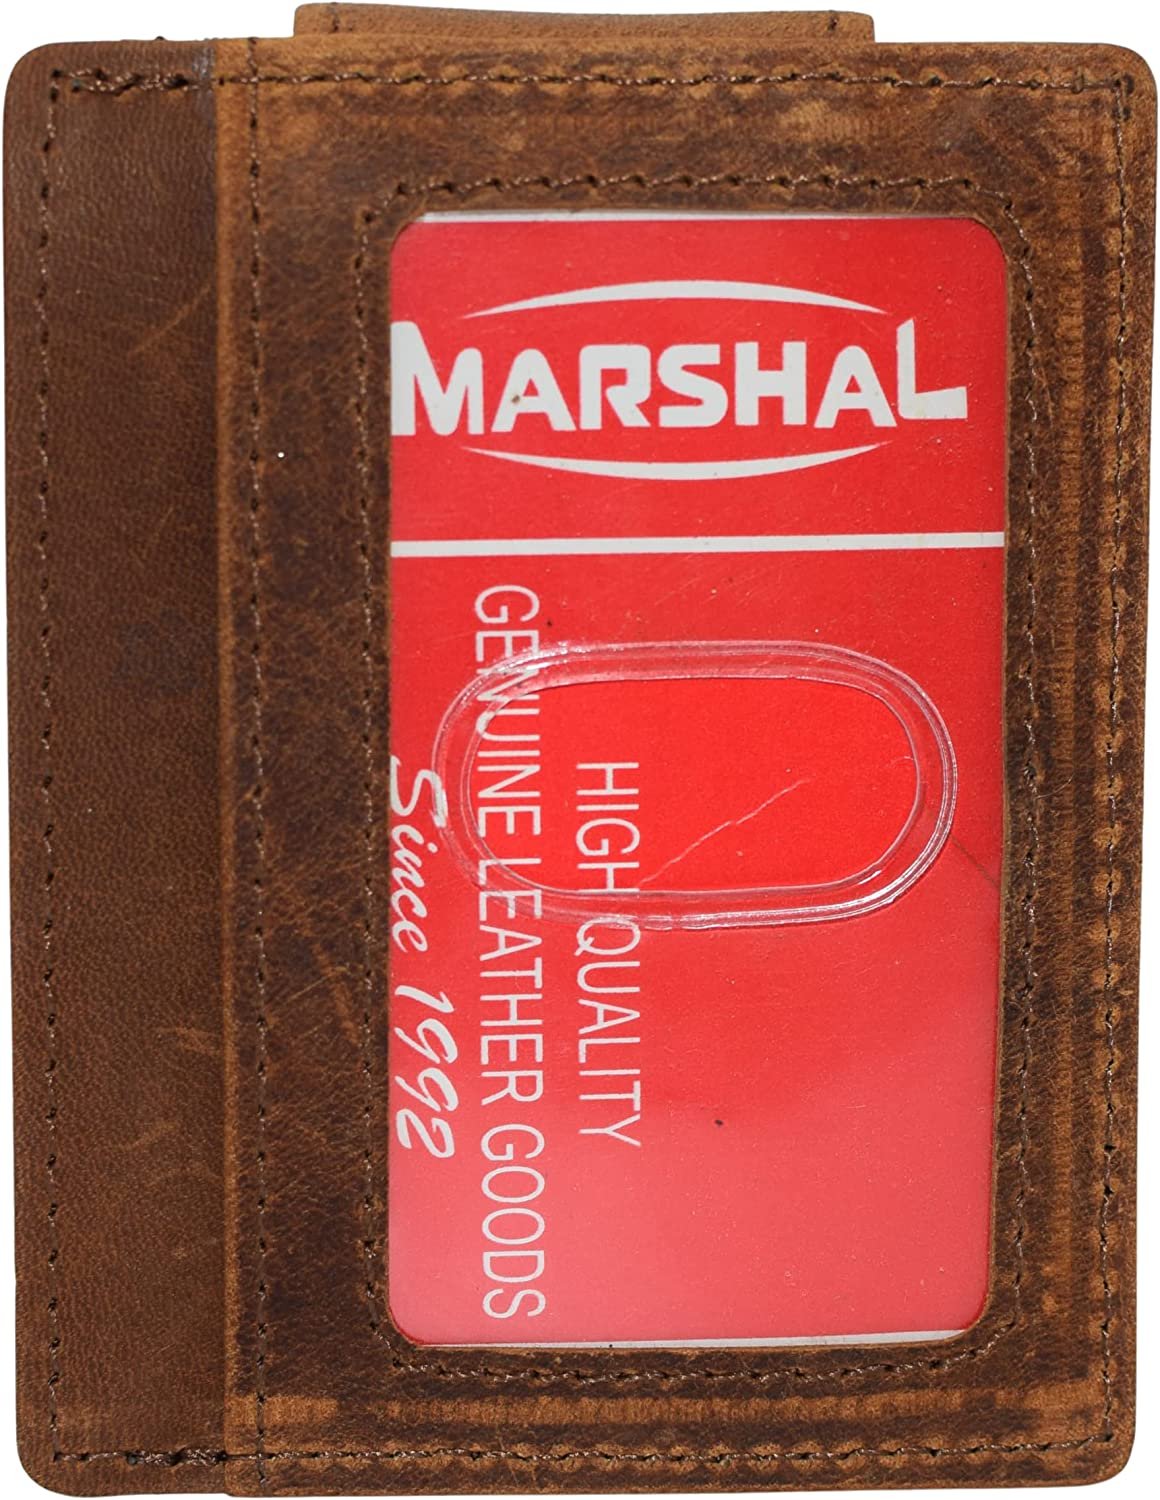 MARSHAL
HIGH QUALITY
GENUINE LEATHER GOODS
Since 1992